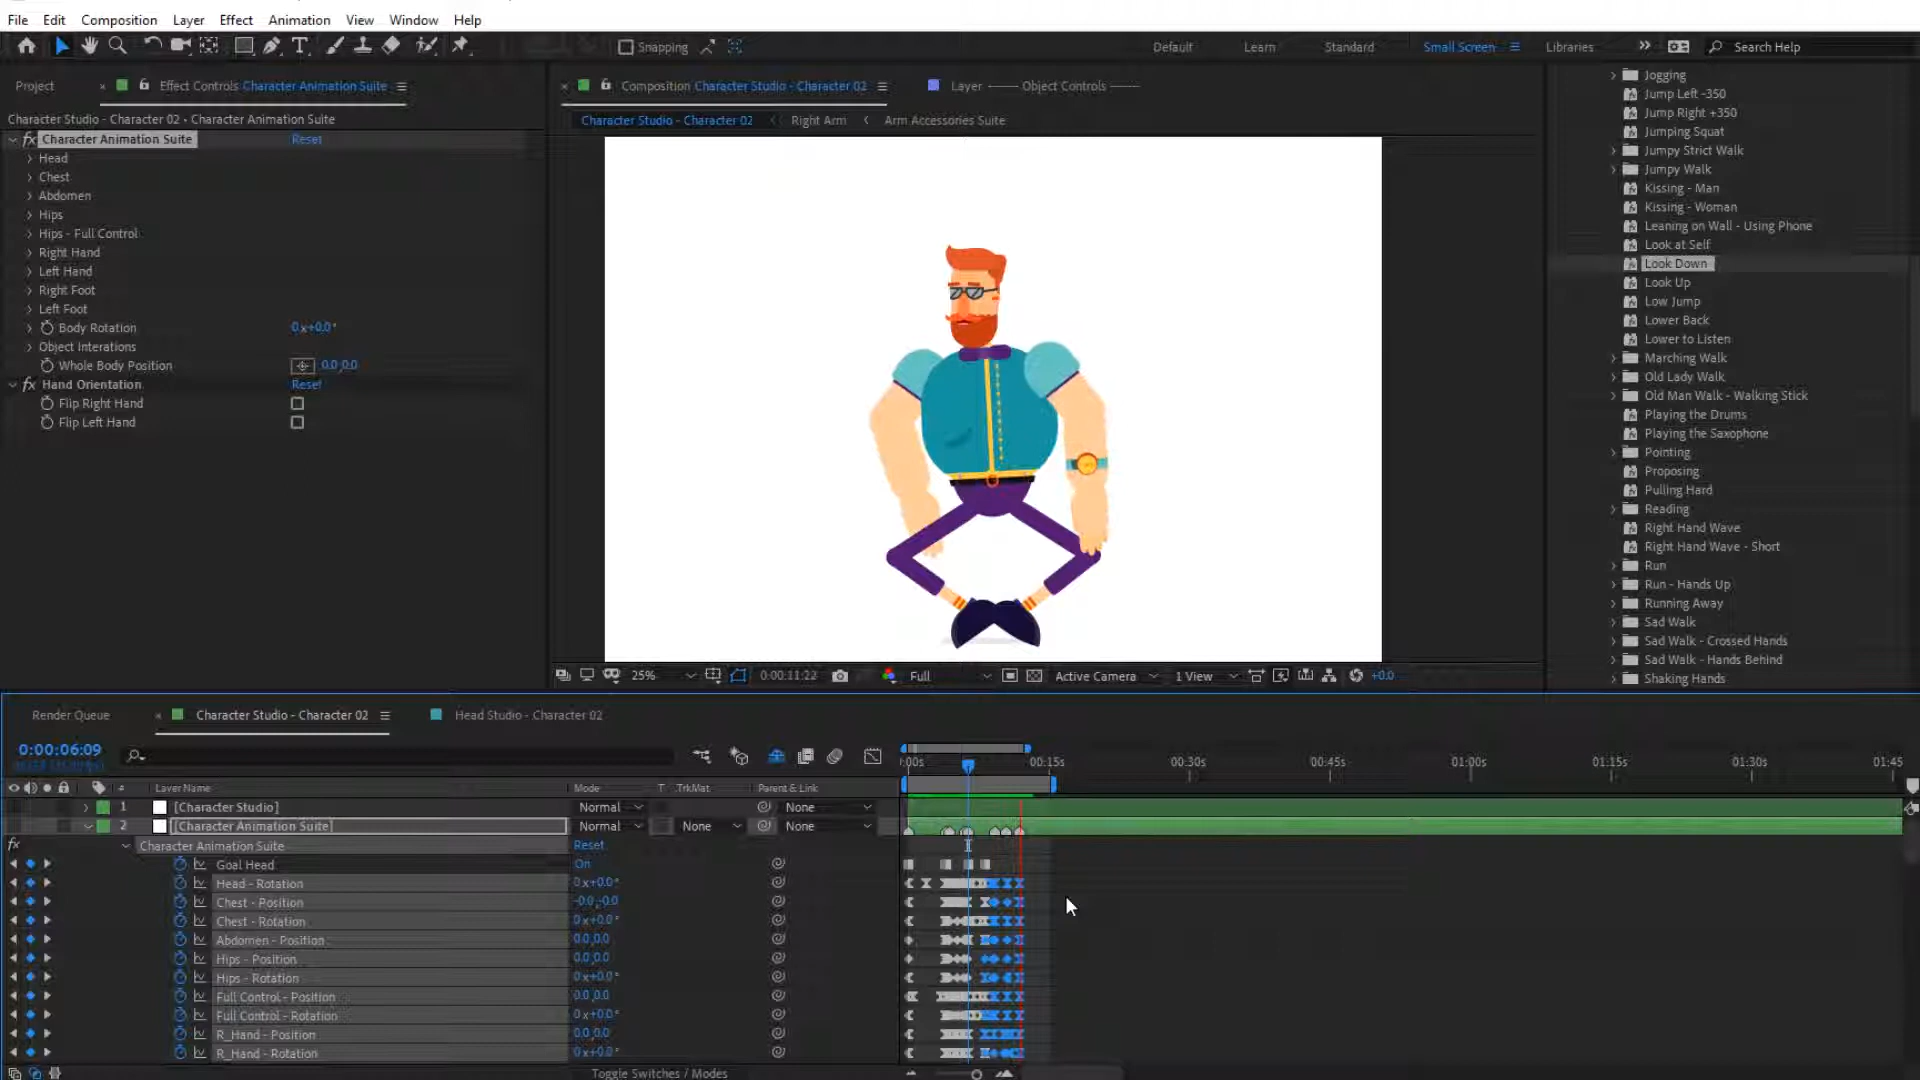 File Edit Composition Layer Effect Animation View Window Help
Snapping Default Learn Standard Small Screen Libraries Search Help
Project Effect Controls Character Animation Suite
Composition Character Studio - Character 02 Layer Object Controls
Character Studio - Character 02 • Character Animation Suite
Character Studio - Character 02 Right Arm Arm Accessories Suite
fx Character Animation Suite Reset
Head
Chest
Abdomen
Hips
Hips - Full Control
Right Hand
Left Hand
Right Foot
Left Foot
Body Rotation 0x+0.0°
Object Interations
Whole Body Position 0.0,0.0
fx Hand Orientation Reset
Flip Right Hand
Flip Left Hand
Jogging
Jump Left -350
Jump Right +350
Jumping Squat
Jumpy Strict Walk
Jumpy Walk
Kissing - Man
Kissing - Woman
Leaning on Wall - Using Phone
Look at Self
Look Down
Look Up
Low Jump
Lower Back
Lower to Listen
Marching Walk
Old Lady Walk
Old Man Walk - Walking Stick
Playing the Drums
Playing the Saxophone
Pointing
Proposing
Pulling Hard
Reading
Right Hand Wave
Right Hand Wave - Short
Run
Run - Hands Up
Running Away
Sad Walk
Sad Walk - Crossed Hands
Sad Walk - Hands Behind
Shaking Hands
25% 0:00:11:22 Full Active Camera 1 View +0.0
Render Queue Character Studio - Character 02 Head Studio - Character 02
0:00:06:09
:00s 00:15s 00:30s 00:45s 01:00s 01:15s 01:30s 01:45
# Layer Name Mode T .TrkMat Parent & Link
1 [Character Studio] Normal None
2 [Character Animation Suite] Normal None None
fx Character Animation Suite Reset
Goal Head On
Head - Rotation 0x+0.0°
Chest - Position -0.0,-0.0
Chest - Rotation 0x+0.0°
Abdomen - Position 0.0,0.0
Hips - Position 0.0,0.0
Hips - Rotation 0x+0.0°
Full Control - Position 0.0,0.0
Full Control - Rotation 0x+0.0°
R_Hand - Position 0.0,0.0
R_Hand - Rotation 0x+0.0°
Toggle Switches / Modes